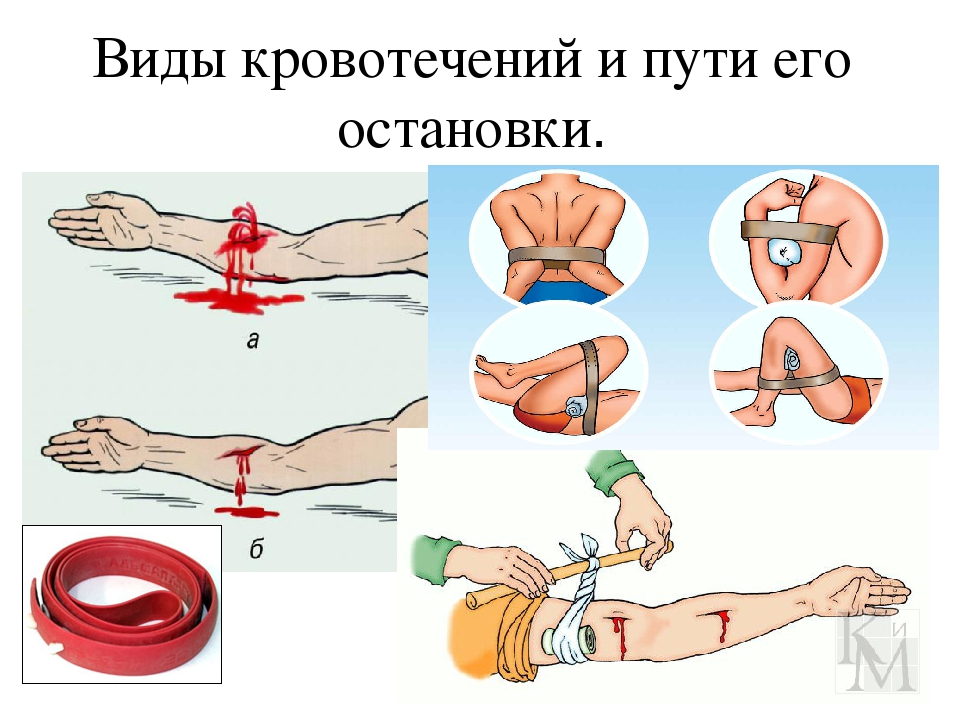 Виды кровотечений и пути его
остановки.
а
б
К И
М